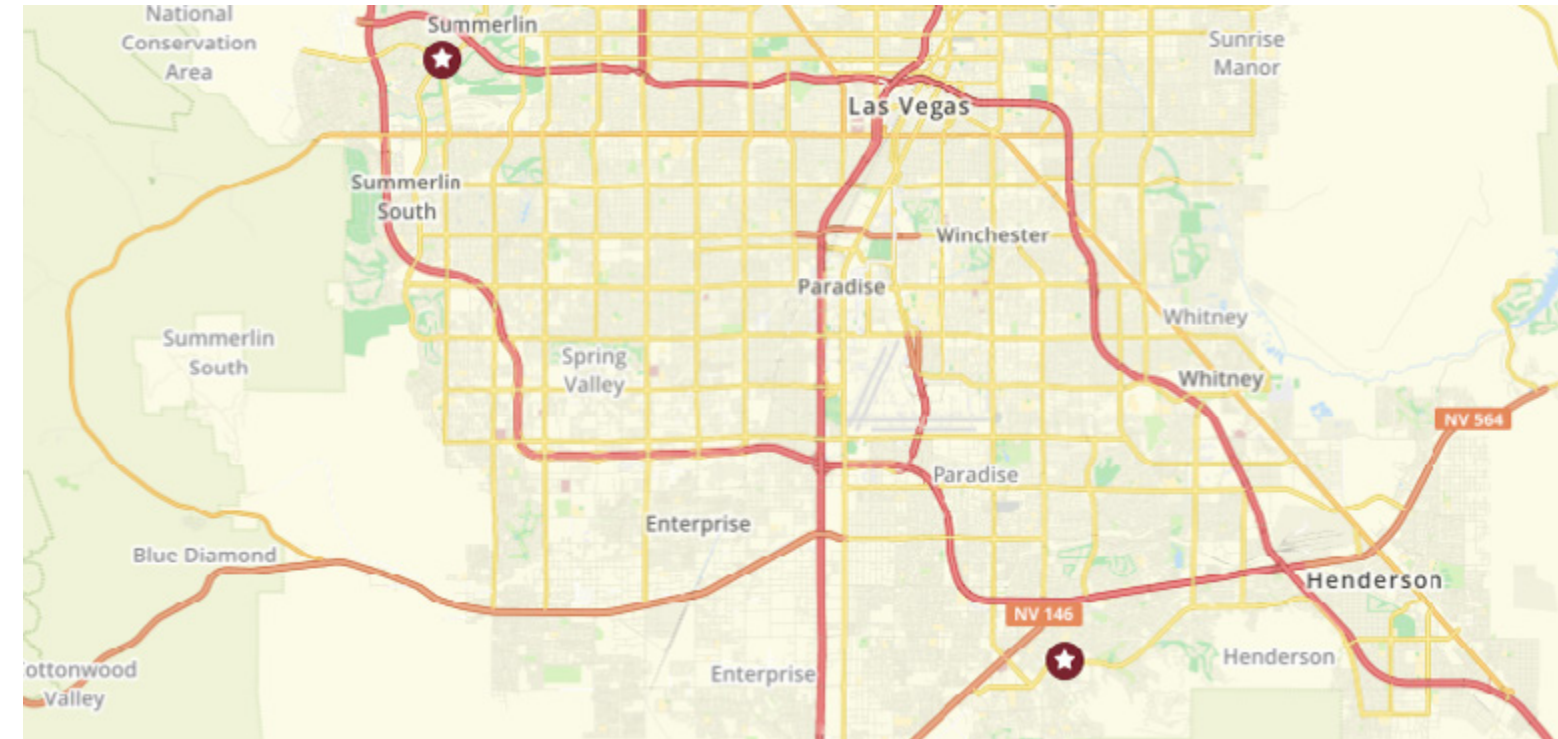 National
Conservation
Area
Summerlin
Sunrise
Manor
Las Vegas
Summerlin
South
Winchester
Paradise
Whitney
Summerlin
South
Spring
Valley
Whitney
NV 564
Paradise
Enterprise
Blue Diamond
Henderson
NV 146
Henderson
Enterprise
ottonwood
Valley